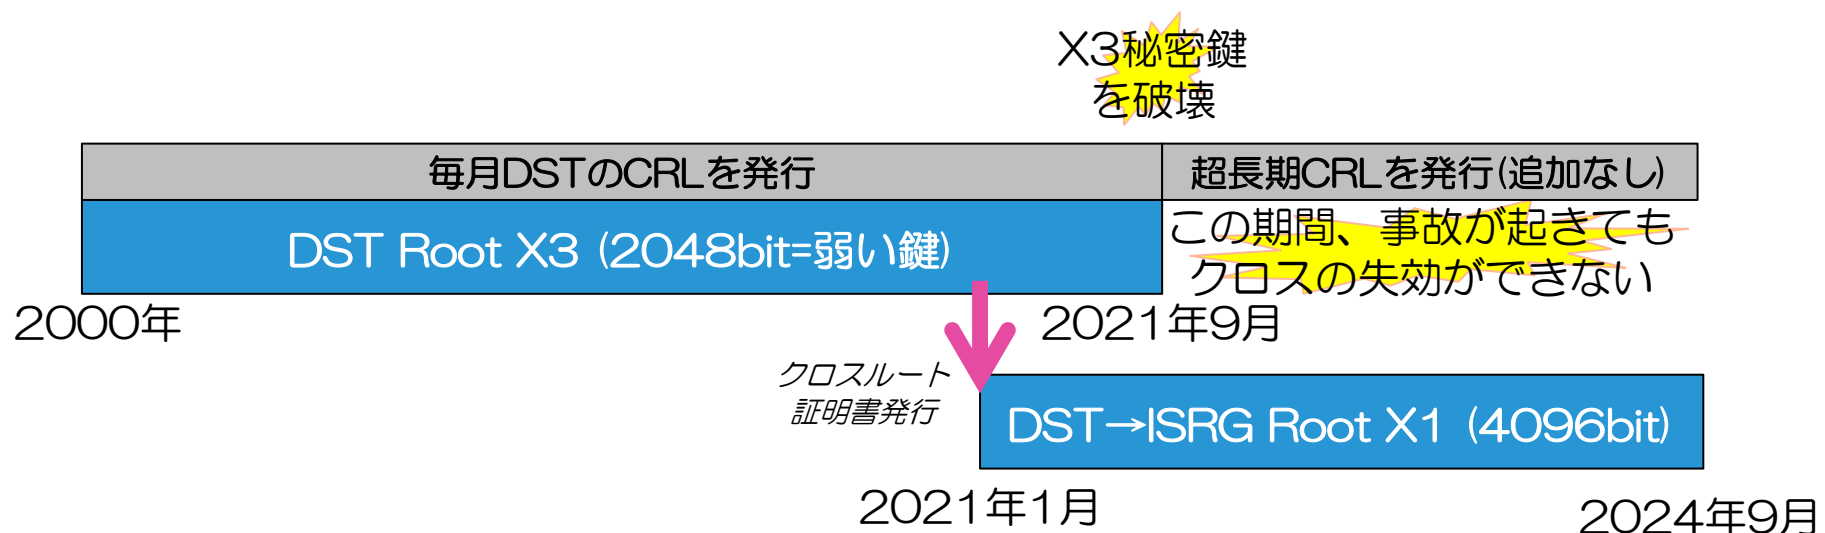 X3秘密鍵
を破壊
毎月DSTのCRLを発行
超長期CRLを発行(追加なし)
DST Root X3 (2048bit=弱い鍵)
この期間、事故が起きても
クロスの失効ができない
2000年
2021年9月
クロスルート
証明書発行
DST→ISRG Root X1 (4096bit)
2021年1月
2024年9月